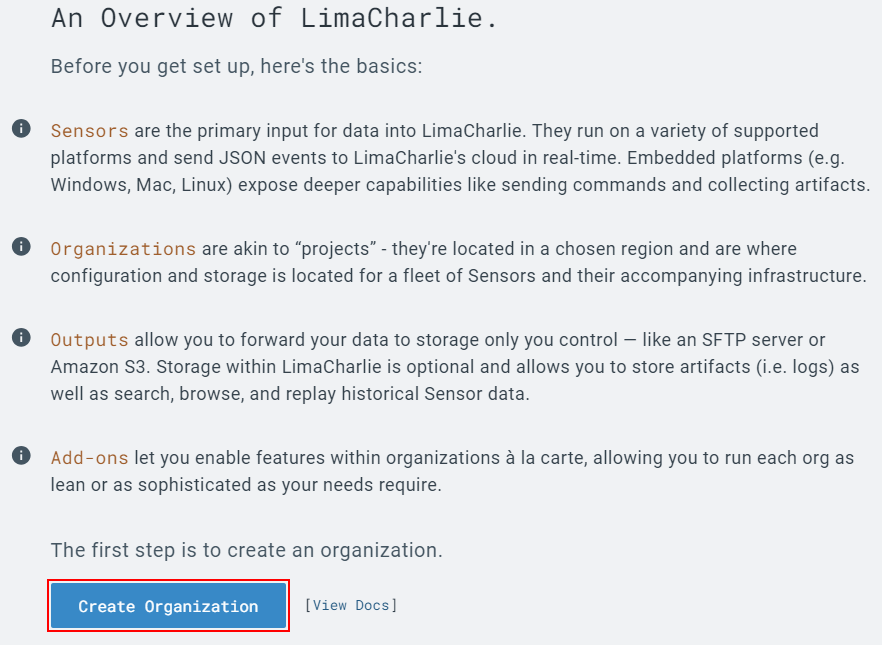 An Overview of LimaCharlie.
Before you get set up, here's the basics:
Sensors are the primary input for data into LimaCharlie. They run on a variety of supported
platforms and send JSON events to LimaCharlie's cloud in real-time. Embedded platforms (e.g.
Windows, Mac, Linux) expose deeper capabilities like sending commands and collecting artifacts.
Organizations are akin to “projects” - they're located in a chosen region and are where
configuration and storage is located for a fleet of Sensors and their accompanying infrastructure.
Outputs allow you to forward your data to storage only you control — like an SFTP server or
Amazon S3. Storage within LimaCharlie is optional and allows you to store artifacts (i.e. logs) as
well as search, browse, and replay historical Sensor data.
Add-ons let you enable features within organizations à la carte, allowing you to run each org as
lean or as sophisticated as your needs require.
The first step is to create an organization.
Create Organization [View Docs]